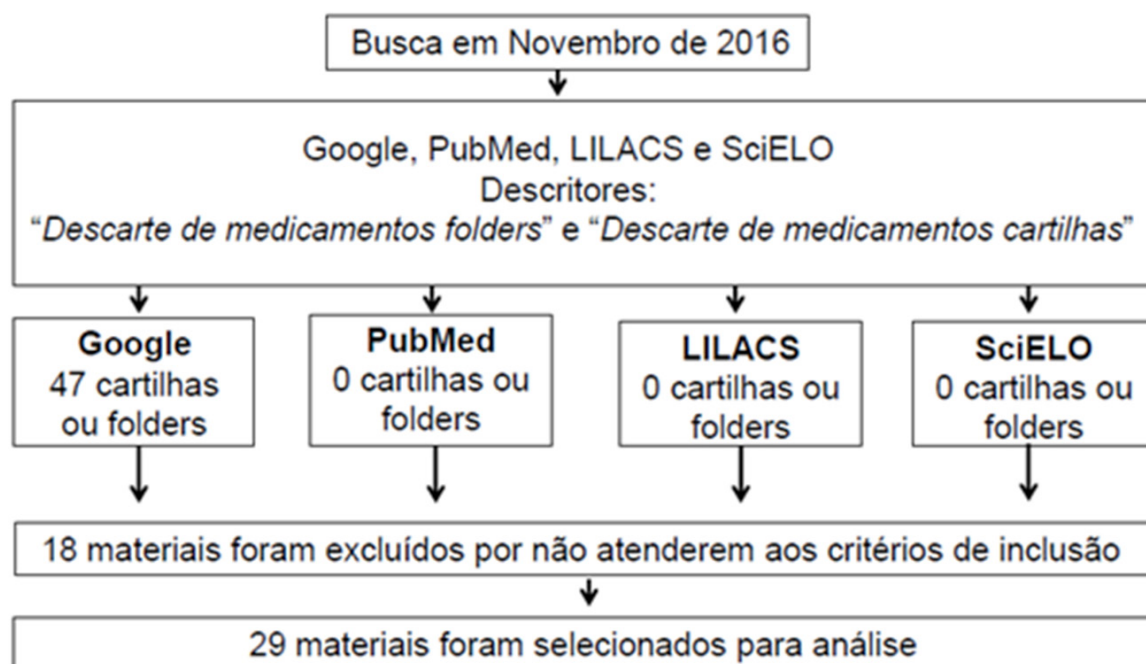 Busca em Novembro de 2016
Google, PubMed, LILACS e SciELO
Descritores:
“Descarte de medicamentos folders” e “Descarte de medicamentos cartilhas”
Google
47 cartilhas
ou folders
PubMed
0 cartilhas ou
folders
LILACS
0 cartilhas ou
folders
SciELO
0 cartilhas ou
folders
18 materiais foram excluídos por não atenderem aos critérios de inclusão
29 materiais foram selecionados para análise